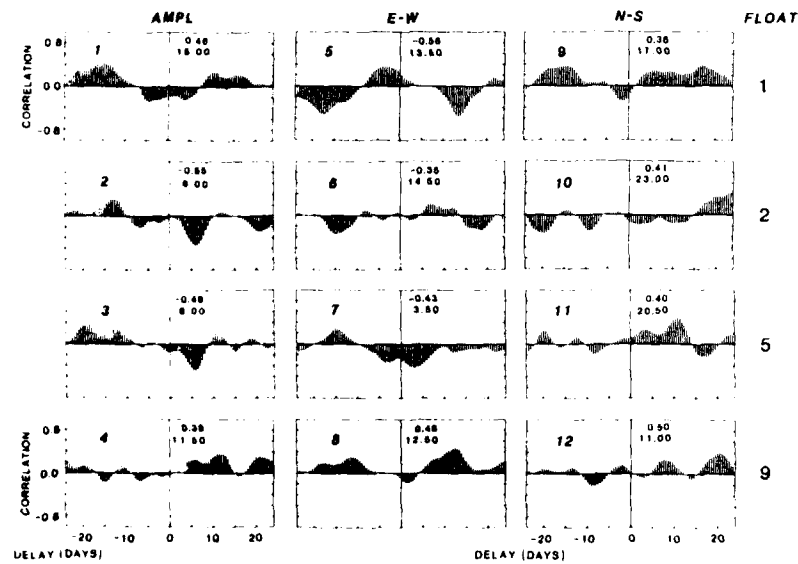 AMPL E-W N-S FLOAT
0.8 1 0.46 5 -0.56 9 0.36
15.00 13.50 17.00
CORRELATION 0.0 1
-0.8
2 -0.55 6 -0.35 10 0.41
6.00 14.50 23.00
2
3 -0.48 7 -0.43 11 0.40
6.00 3.50 20.50
5
0.8 4 0.39 8 0.46 12 0.50
11.50 12.50 11.00
CORRELATION 0.0 9
-0.8
-20 -10 0 10 20 -20 -10 0 10 20
DELAY (DAYS) DELAY (DAYS)